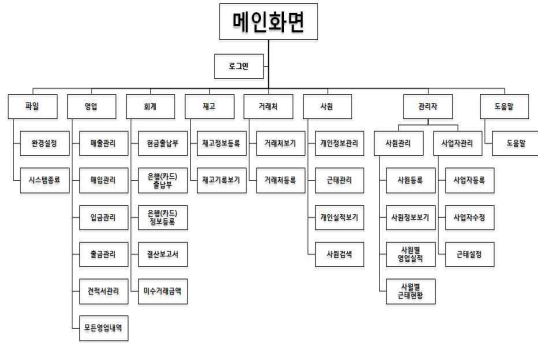 메인화면
로그인
파일
영업
회계
재고
거래처
사원
관리자
도움말
환경설정
매출관리
현금출납부
재고정보등록
거래처보기
개인정보관리
사원관리
사업자관리
도움말
시스템종료
매입관리
은행(카드)
출납부
재고기록보기
거래처등록
근태관리
사원등록
사업자등록
입금관리
은행(카드)
정보등록
개인실적보기
사원정보보기
사업자수정
출금관리
결산보고서
사원검색
사원별
영업실적
근태설정
견적서관리
미수거래금액
사월별
근태현황
모든영업내역